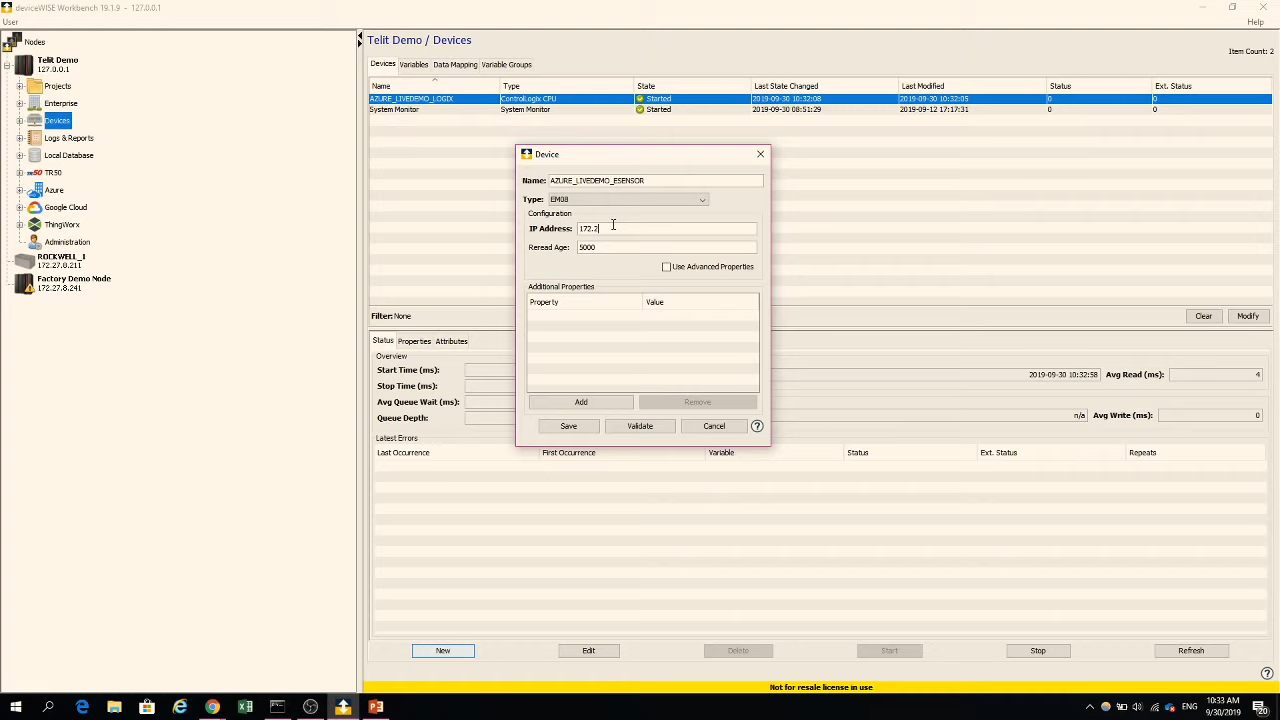 deviceWISE Workbench 19.1.9 - 127.0.0.1
User
Help
Nodes
Telit Demo
127.0.0.1
Projects
Enterprise
Devices
Logs & Reports
Local Database
TR50
TR50
Azure
Google Cloud
ThingWorx
Administration
ROCKWELL_1
172.27.8.211
Factory Demo Node
172.27.8.241
Telit Demo / Devices
Item Count: 2
Devices Variables Data Mapping Variable Groups
Name Type State Last State Changed Last Modified Status Ext. Status
AZURE_LIVEDEMO_LOGIX ControlLogix CPU Started 2019-09-30 10:32:08 2019-09-30 10:32:05 0 0
System Monitor System Monitor Started 2019-09-30 08:51:29 2019-09-12 17:17:31 0 0
Device
Name: AZURE_LIVEDEMO_ESENSOR
Type: EM08
Configuration
IP Address: 172.2
Reread Age: 5000
Use Advanced Properties
Additional Properties
Property Value
Add Remove
Save Validate Cancel
Filter: None
Clear Modify
Status Properties Attributes
Overview
Start Time (ms): 2019-09-30 10:32:58 Avg Read (ms): 4
Stop Time (ms):
Avg Queue Wait (ms):
Queue Depth: n/a Avg Write (ms): 0
Latest Errors
Last Occurrence First Occurrence Variable Status Ext. Status Repeats
New Edit Delete Start Stop Refresh
Not for resale license in use
ENG
10:33 AM
9/30/2019
20